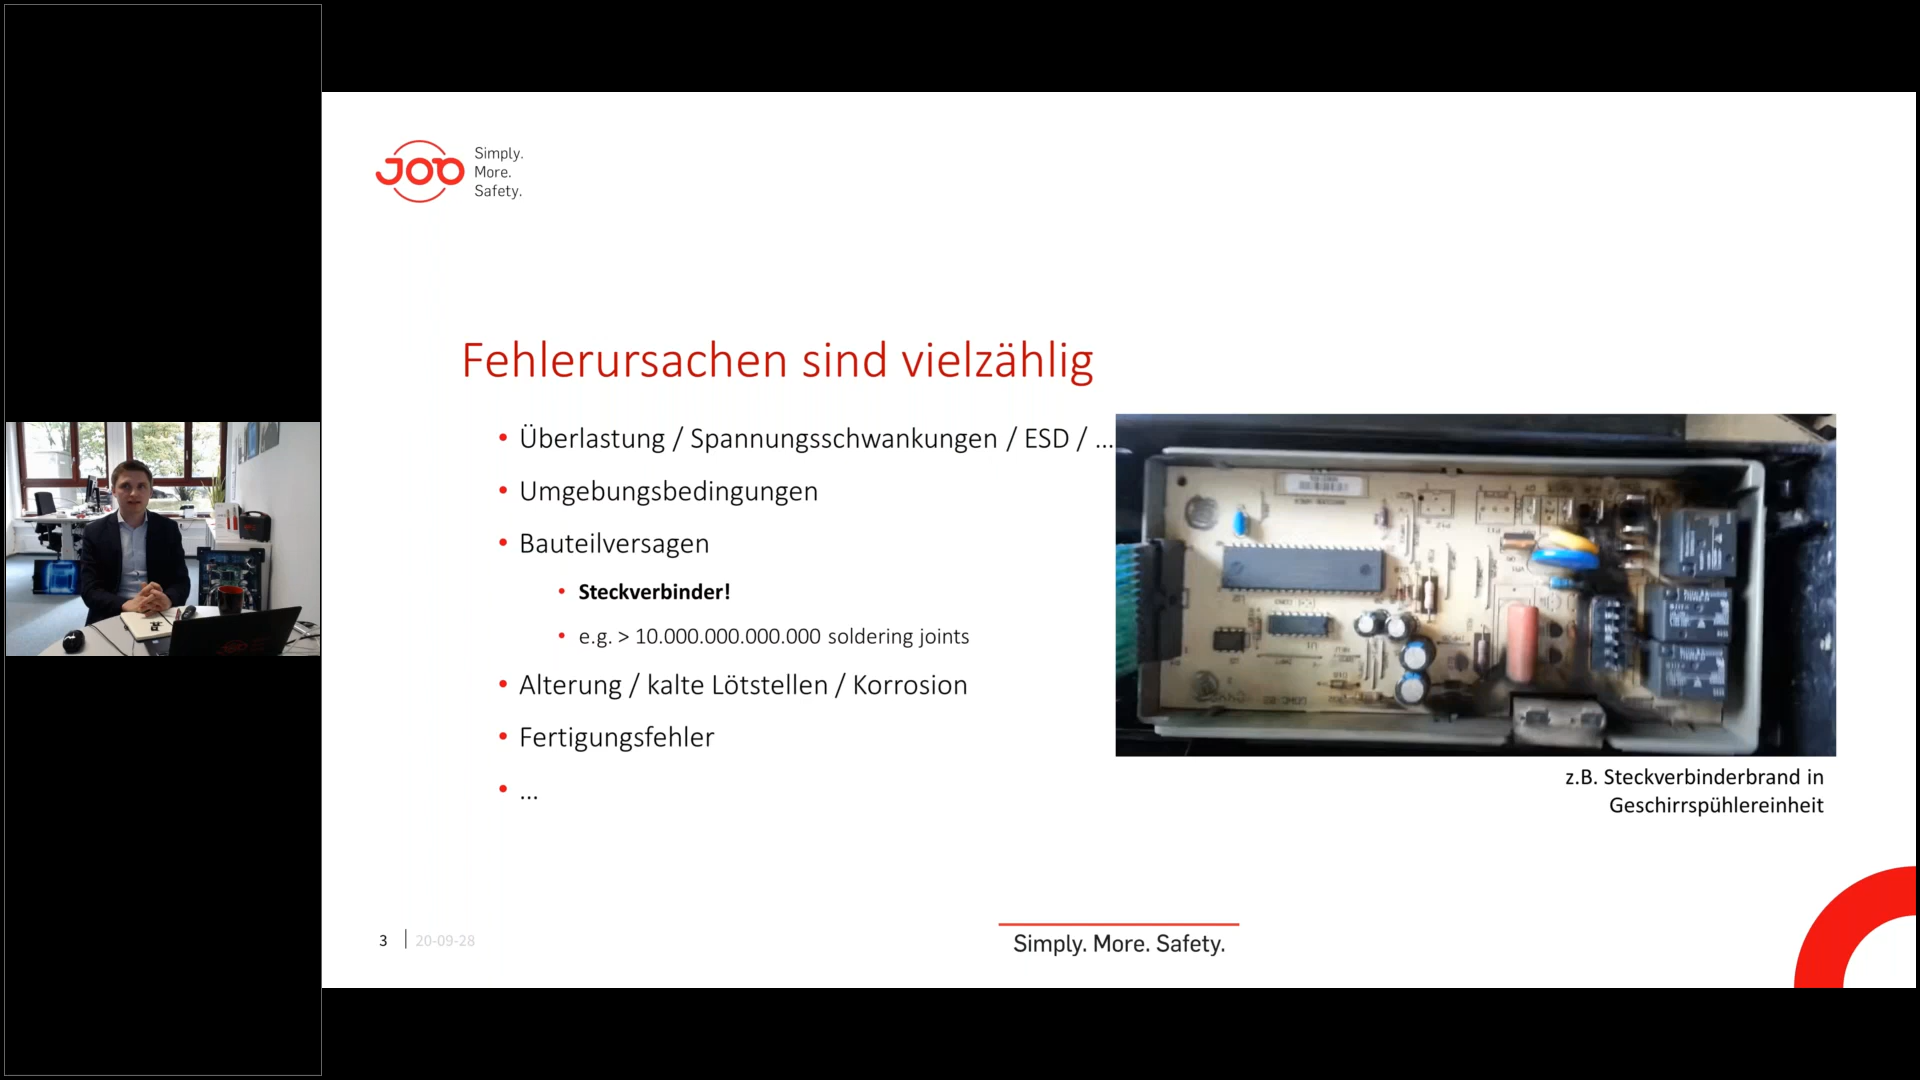 JOB
Simply.
More.
Safety.
Fehlerursachen sind vielzählig
• Überlastung / Spannungsschwankungen / ESD / ...
• Umgebungsbedingungen
• Bauteilversagen
• Steckverbinder!
• e.g. > 10.000.000.000.000 soldering joints
• Alterung / kalte Lötstellen / Korrosion
• Fertigungsfehler
• ...
z.B. Steckverbinderbrand in
Geschirrspühlereinheit
3 | 20-09-28
Simply. More. Safety.